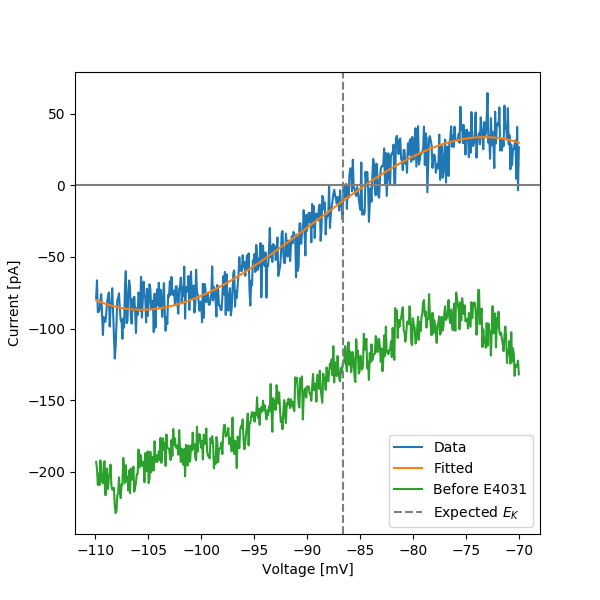 50
0
−50
−100
−150
−200
Current [pA]
−110
−105
−100
−95
−90
−85
−80
−75
−70
Voltage [mV]
Data
Fitted
Before E4031
Expected E_K